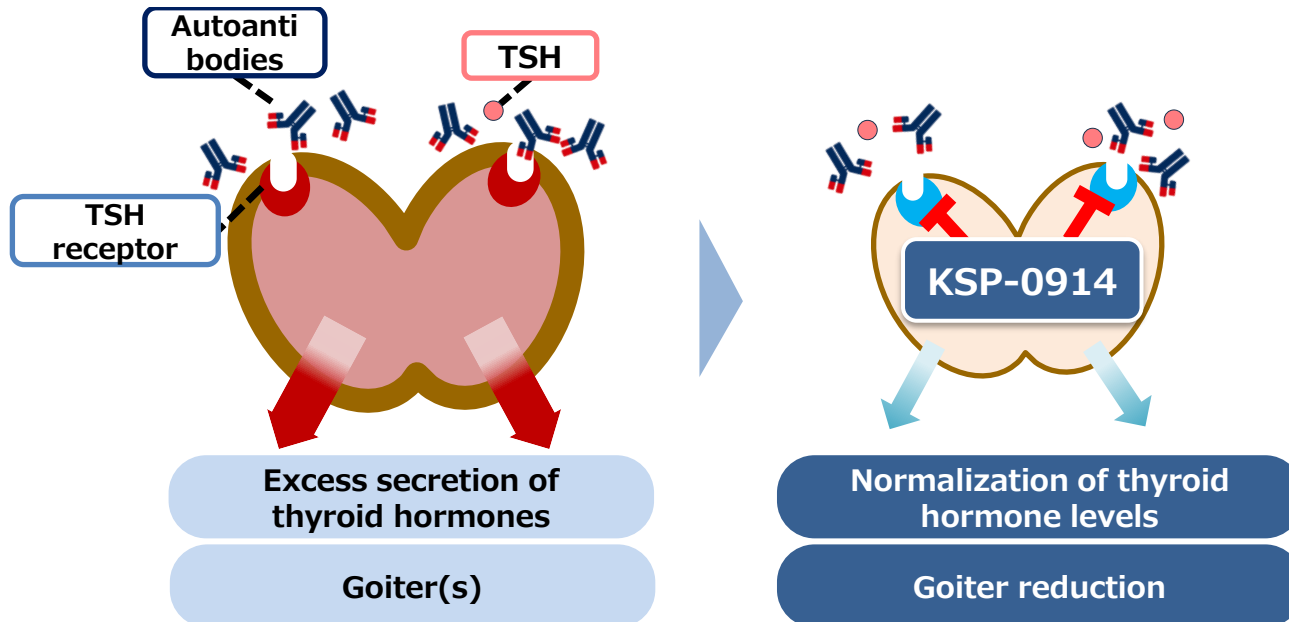 Autoanti
bodies
TSH
TSH
receptor
KSP-0914
Excess secretion of
thyroid hormones
Goiter(s)
Normalization of thyroid
hormone levels
Goiter reduction